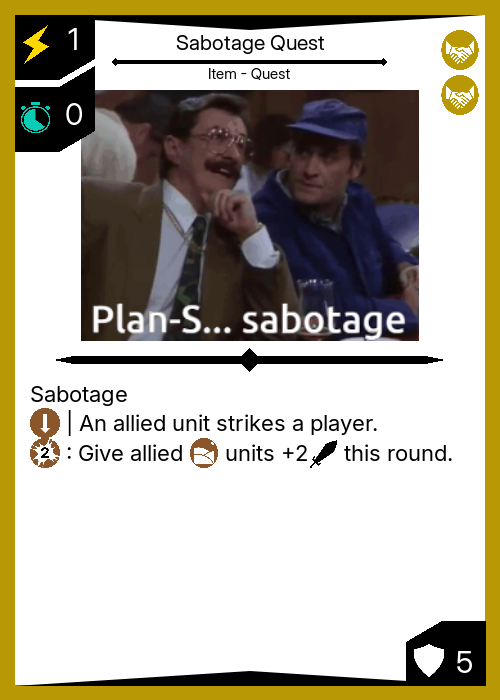 1
Sabotage Quest
Item - Quest
0
Plan-S... sabotage
Sabotage
| An allied unit strikes a player.
2 : Give allied units +2 this round.
5